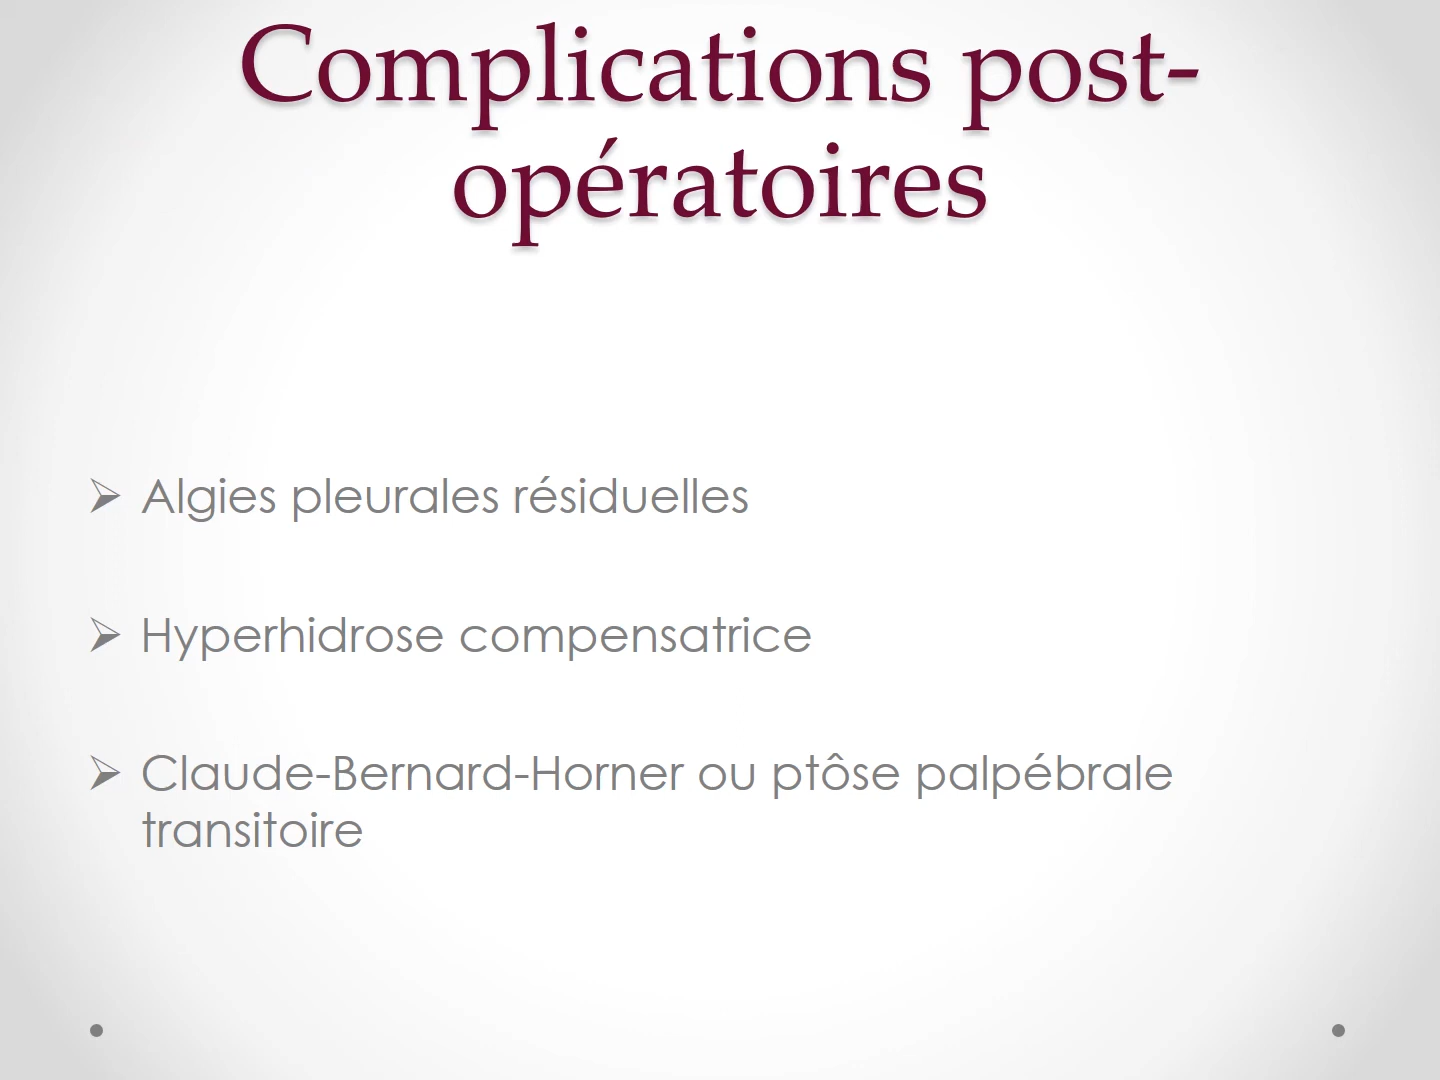 Complications post-
opératoires
➢ Algies pleurales résiduelles
➢ Hyperhidrose compensatrice
➢ Claude-Bernard-Horner ou ptôse palpébrale
transitoire